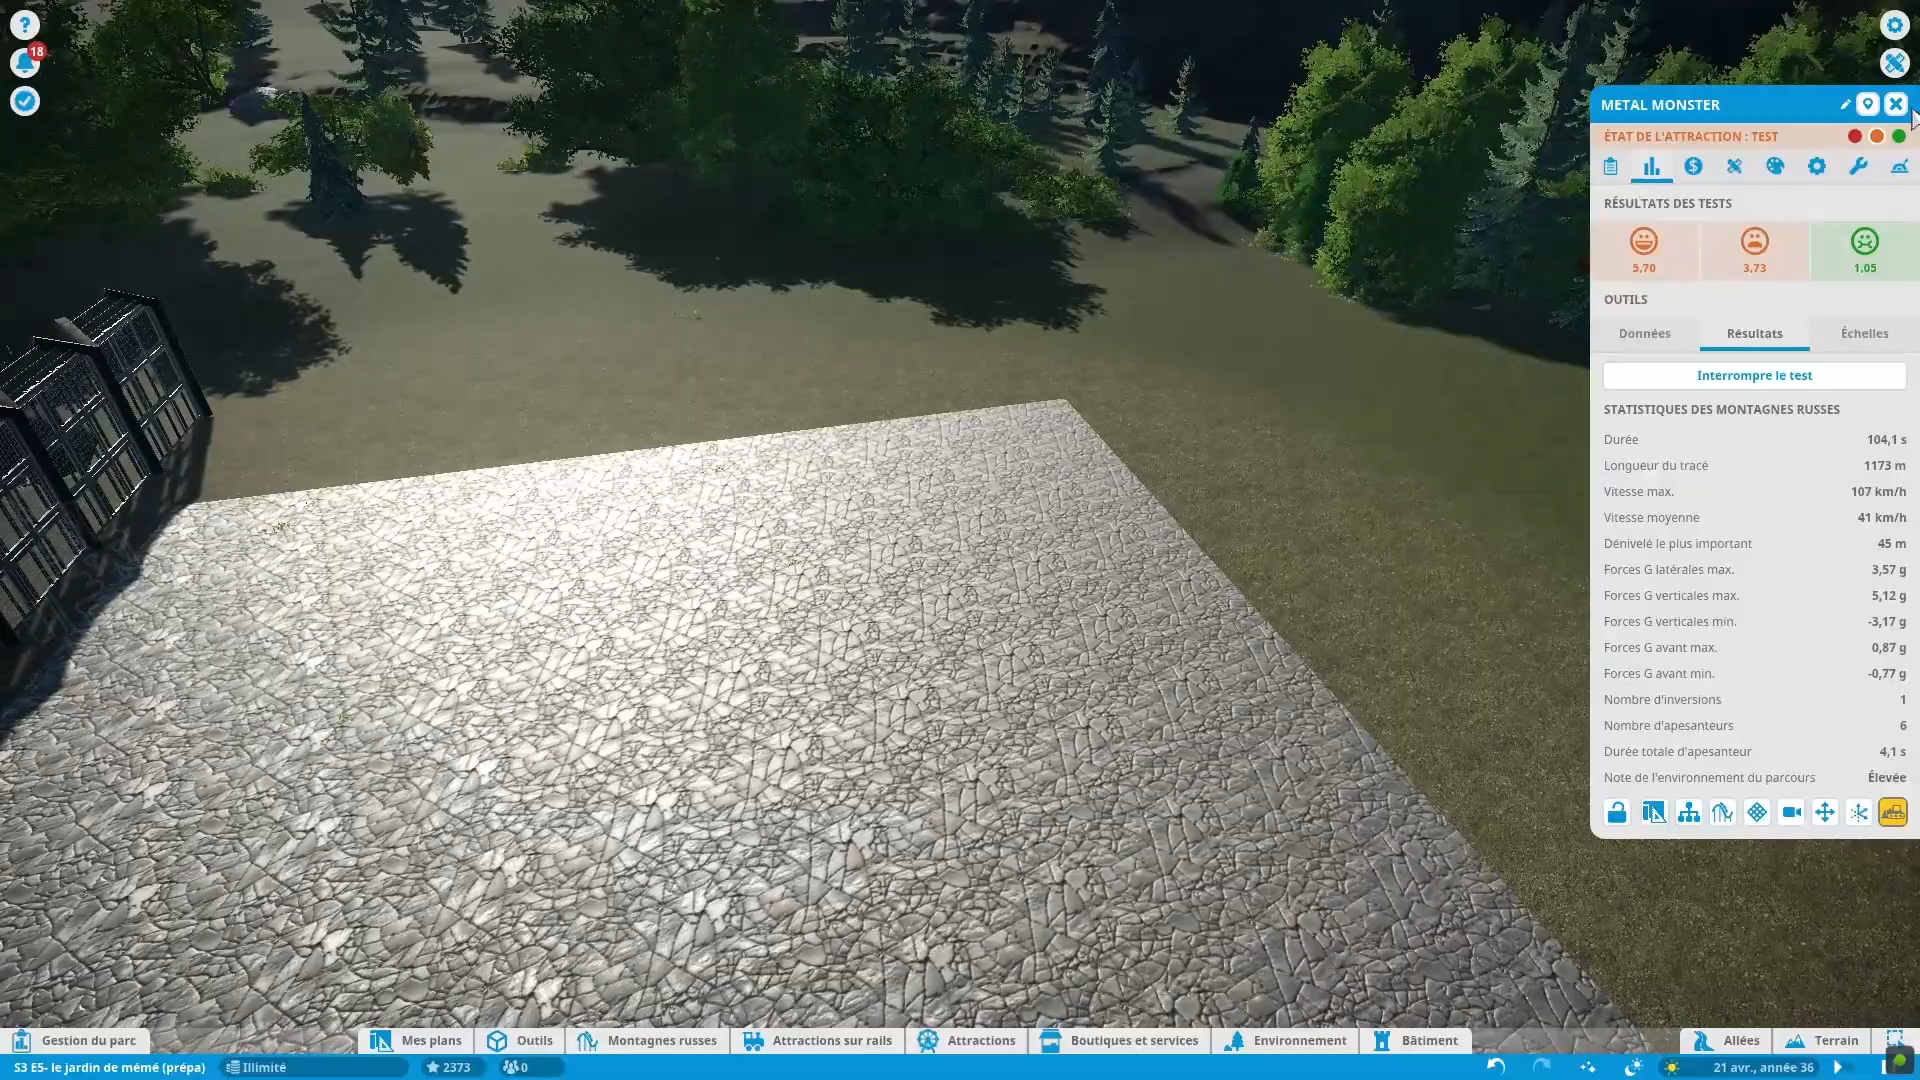 18
METAL MONSTER
ÉTAT DE L'ATTRACTION : TEST
RÉSULTATS DES TESTS
5,70 3,73 1,05
OUTILS
Données Résultats Échelles
Interrompre le test
STATISTIQUES DES MONTAGNES RUSSES
Durée 104,1 s
Longueur du tracé 1173 m
Vitesse max. 107 km/h
Vitesse moyenne 41 km/h
Dénivelé le plus important 45 m
Forces G latérales max. 3,57 g
Forces G verticales max. 5,12 g
Forces G verticales min. -3,17 g
Forces G avant max. 0,87 g
Forces G avant min. -0,77 g
Nombre d'inversions 1
Nombre d'apesanteurs 6
Durée totale d'apesanteur 4,1 s
Note de l'environnement du parcours Élevée
Gestion du parc Mes plans Outils Montagnes russes Attractions sur rails Attractions Boutiques et services Environnement Bâtiment Allées Terrain
S3 E5- le jardin de mémé (prépa) Illimité 2373 0 21 avr., année 36